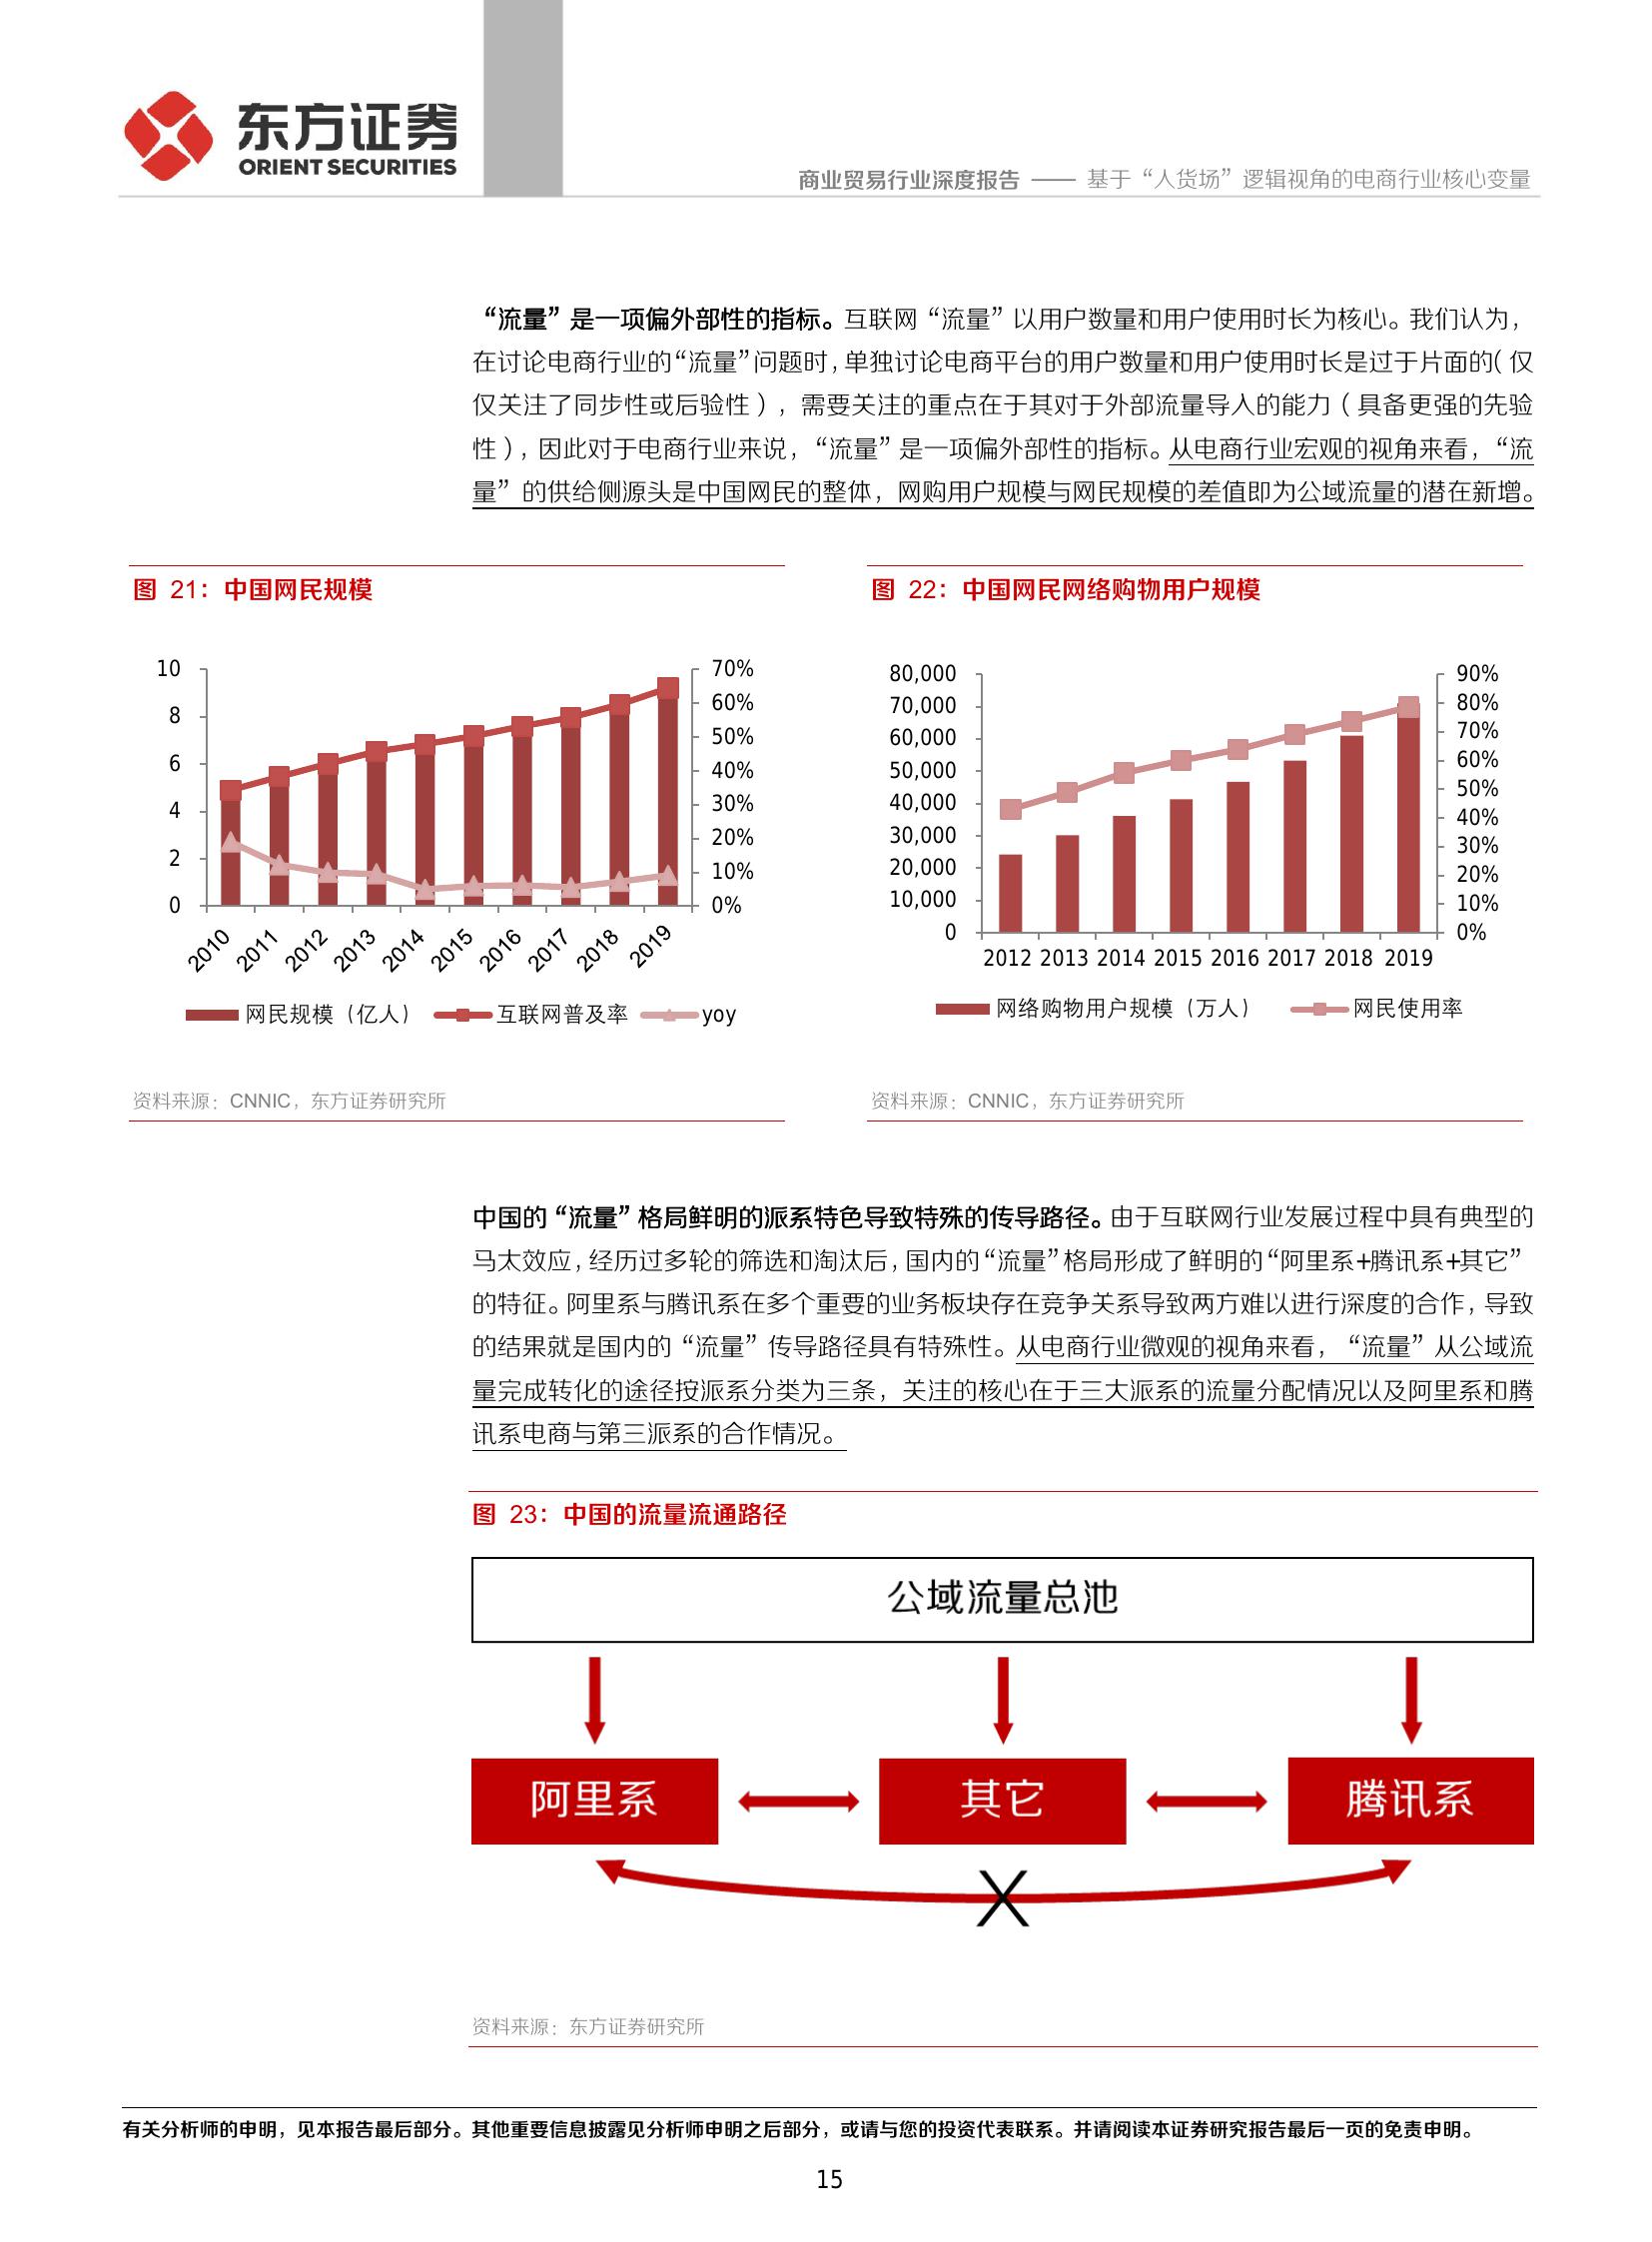 东方证券
ORIENT SECURITIES
商业贸易行业深度报告 —— 基于“人货场”逻辑视角的电商行业核心变量
“流量”是一项偏外部性的指标。互联网“流量”以用户数量和用户使用时长为核心。我们认为，
在讨论电商行业的“流量”问题时，单独讨论电商平台的用户数量和用户使用时长是过于片面的（仅
仅关注了同步性或后验性），需要关注的重点在于其对于外部流量导入的能力（具备更强的先验
性），因此对于电商行业来说，“流量”是一项偏外部性的指标。从电商行业宏观的视角来看，“流
量”的供给侧源头是中国网民的整体，网购用户规模与网民规模的差值即为公域流量的潜在新增。
图 21：中国网民规模
10
8
6
4
2
0
70%
60%
50%
40%
30%
20%
10%
0%
2010 2011 2012 2013 2014 2015 2016 2017 2018 2019
网民规模（亿人） 互联网普及率 yoy
资料来源：CNNIC，东方证券研究所
图 22：中国网民网络购物用户规模
80,000
70,000
60,000
50,000
40,000
30,000
20,000
10,000
0
90%
80%
70%
60%
50%
40%
30%
20%
10%
0%
2012 2013 2014 2015 2016 2017 2018 2019
网络购物用户规模（万人） 网民使用率
资料来源：CNNIC，东方证券研究所
中国的“流量”格局鲜明的派系特色导致特殊的传导路径。由于互联网行业发展过程中具有典型的
马太效应，经历过多轮的筛选和淘汰后，国内的“流量”格局形成了鲜明的“阿里系+腾讯系+其它”
的特征。阿里系与腾讯系在多个重要的业务板块存在竞争关系导致两方难以进行深度的合作，导致
的结果就是国内的“流量”传导路径具有特殊性。从电商行业微观的视角来看，“流量”从公域流
量完成转化的途径按派系分类为三条，关注的核心在于三大派系的流量分配情况以及阿里系和腾
讯系电商与第三派系的合作情况。
图 23：中国的流量流通路径
公域流量总池
阿里系 其它 腾讯系
X
资料来源：东方证券研究所
有关分析师的申明，见本报告最后部分。其他重要信息披露见分析师申明之后部分，或请与您的投资代表联系。并请阅读本证券研究报告最后一页的免责申明。
15